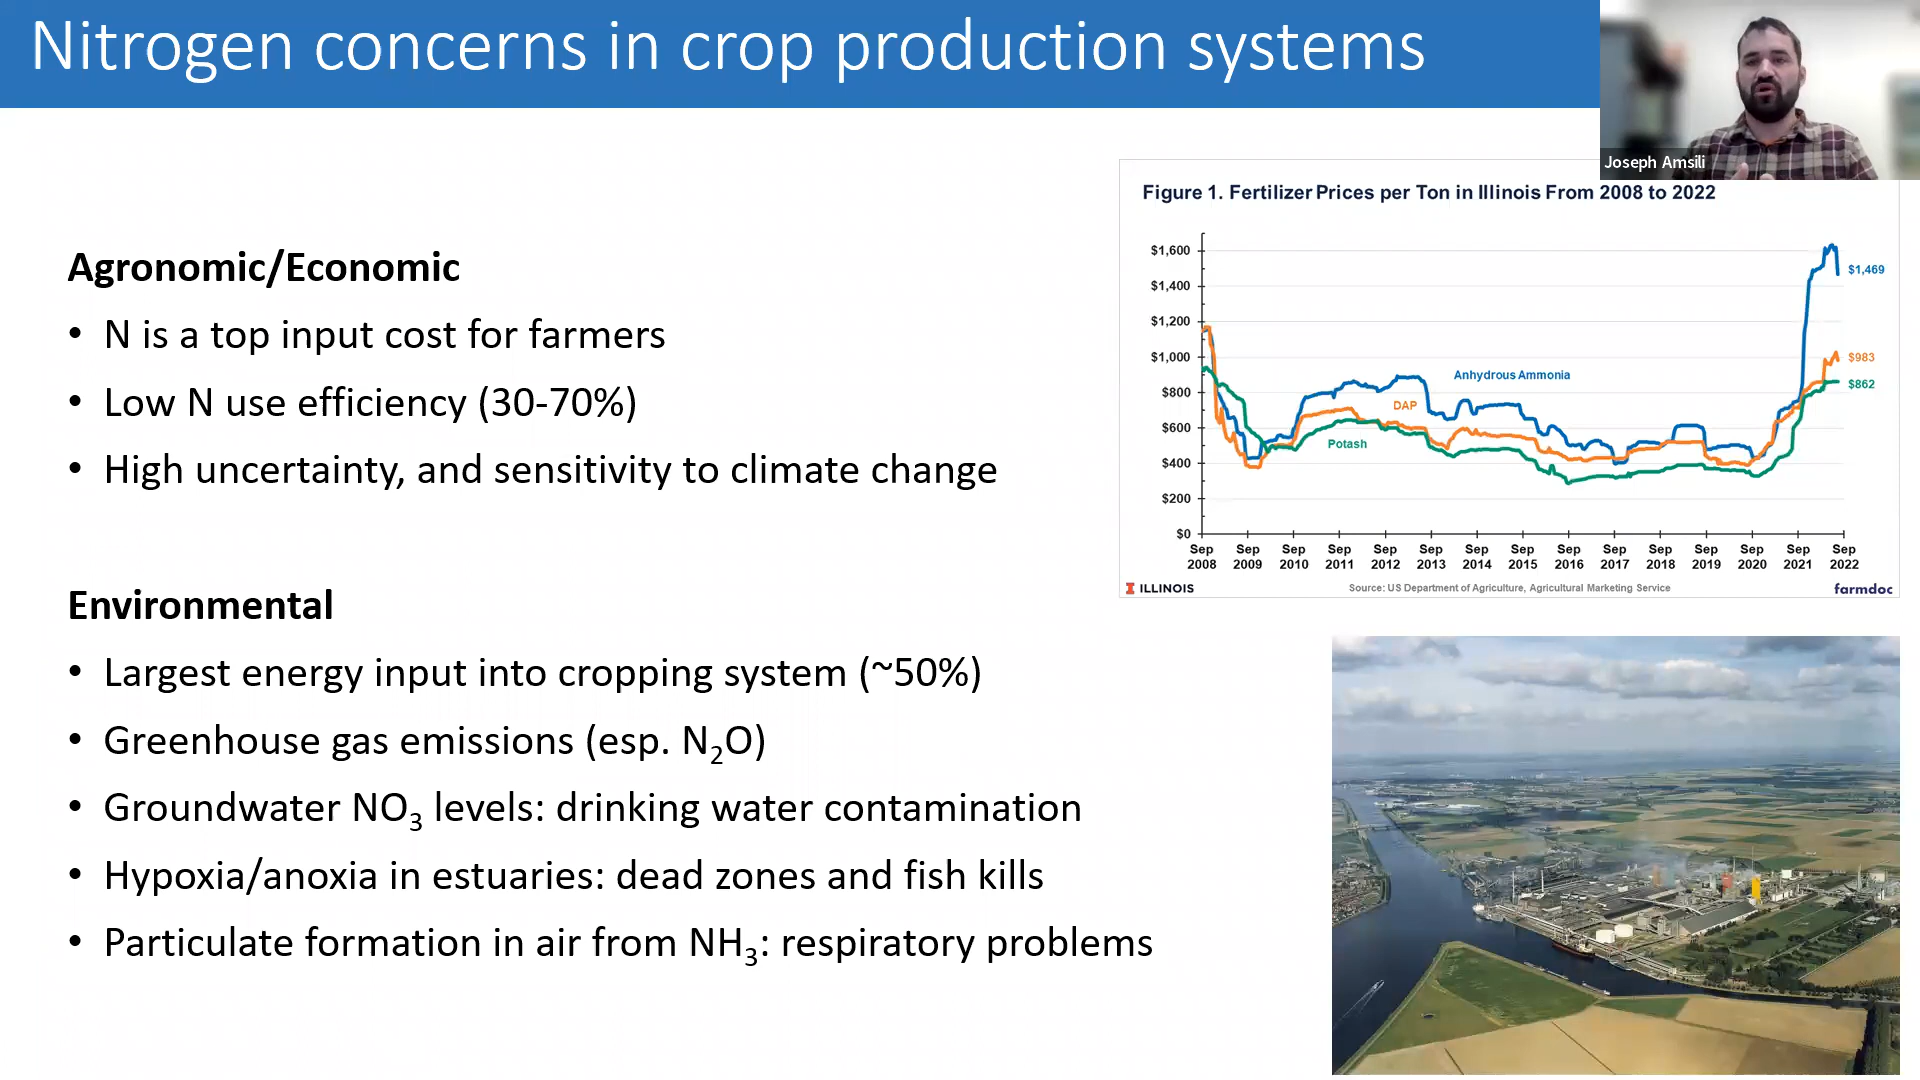 Nitrogen concerns in crop production systems
Joseph Amsili
Agronomic/Economic
• N is a top input cost for farmers
• Low N use efficiency (30-70%)
• High uncertainty, and sensitivity to climate change
Environmental
• Largest energy input into cropping system (~50%)
• Greenhouse gas emissions (esp. N₂O)
• Groundwater NO₃ levels: drinking water contamination
• Hypoxia/anoxia in estuaries: dead zones and fish kills
• Particulate formation in air from NH₃: respiratory problems
Figure 1. Fertilizer Prices per Ton in Illinois From 2008 to 2022
$1,600
$1,400
$1,200
$1,000
$800
$600
$400
$200
$0
$1,469
$983
$862
Anhydrous Ammonia
DAP
Potash
Sep Sep Sep Sep Sep Sep Sep Sep Sep Sep Sep Sep Sep Sep Sep
2008 2009 2010 2011 2012 2013 2014 2015 2016 2017 2018 2019 2020 2021 2022
I ILLINOIS
Source: US Department of Agriculture, Agricultural Marketing Service
farmdoc